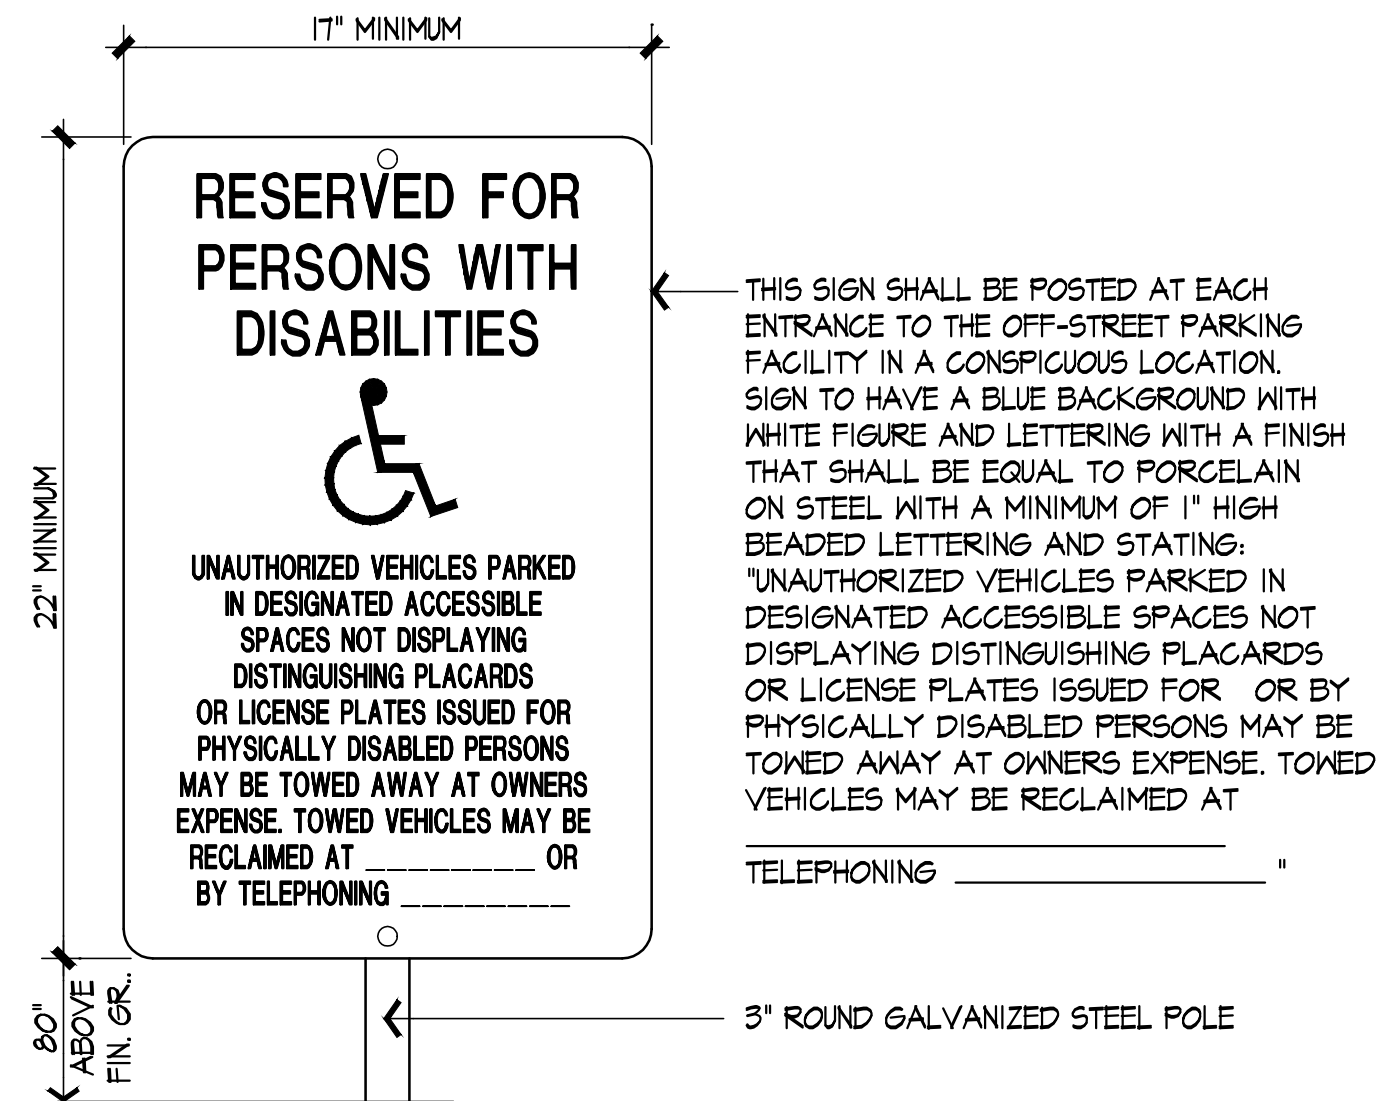 17" MINIMUM
RESERVED FOR
PERSONS WITH
DISABILITIES
UNAUTHORIZED VEHICLES PARKED
IN DESIGNATED ACCESSIBLE
SPACES NOT DISPLAYING
DISTINGUISHING PLACARDS
OR LICENSE PLATES ISSUED FOR
PHYSICALLY DISABLED PERSONS
MAY BE TOWED AWAY AT OWNERS
EXPENSE. TOWED VEHICLES MAY BE
RECLAIMED AT ________ OR
BY TELEPHONING ________
22" MINIMUM
80"
ABOVE
FIN. GR..
THIS SIGN SHALL BE POSTED AT EACH
ENTRANCE TO THE OFF-STREET PARKING
FACILITY IN A CONSPICUOUS LOCATION.
SIGN TO HAVE A BLUE BACKGROUND WITH
WHITE FIGURE AND LETTERING WITH A FINISH
THAT SHALL BE EQUAL TO PORCELAIN
ON STEEL WITH A MINIMUM OF 1" HIGH
BEADED LETTERING AND STATING:
"UNAUTHORIZED VEHICLES PARKED IN
DESIGNATED ACCESSIBLE SPACES NOT
DISPLAYING DISTINGUISHING PLACARDS
OR LICENSE PLATES ISSUED FOR OR BY
PHYSICALLY DISABLED PERSONS MAY BE
TOWED AWAY AT OWNERS EXPENSE. TOWED
VEHICLES MAY BE RECLAIMED AT
____________________
TELEPHONING ____________ "
3" ROUND GALVANIZED STEEL POLE